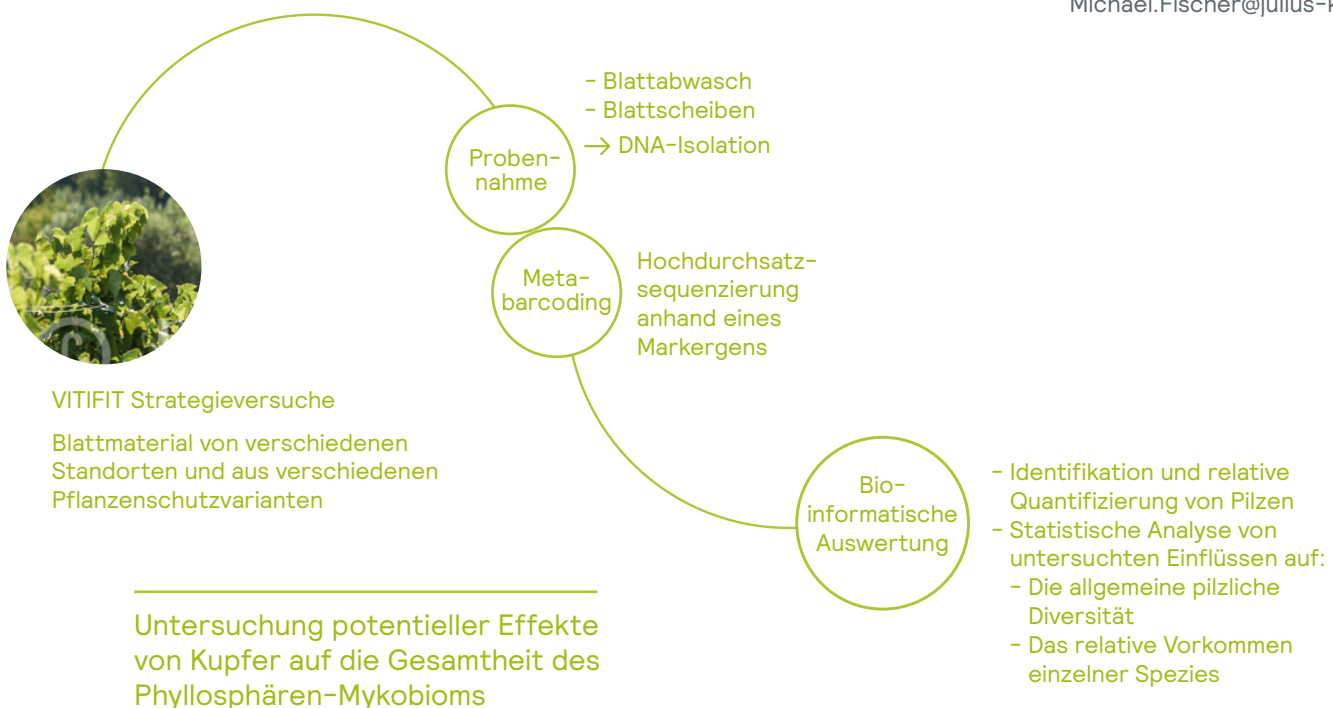 Michael.Fischer@julius-k
- Blattabwasch
- Blattscheiben
→ DNA-Isolation
Proben-
nahme
Meta-
barcoding
Hochdurchsatz-
sequenzierung
anhand eines
Markergens
VITIFIT Strategieversuche
Blattmaterial von verschiedenen
Standorten und aus verschiedenen
Pflanzenschutzvarianten
Bio-
informatische
Auswertung
- Identifikation und relative
Quantifizierung von Pilzen
- Statistische Analyse von
untersuchten Einflüssen auf:
- Die allgemeine pilzliche
Diversität
- Das relative Vorkommen
einzelner Spezies
Untersuchung potentieller Effekte
von Kupfer auf die Gesamtheit des
Phyllosphären-Mykobioms